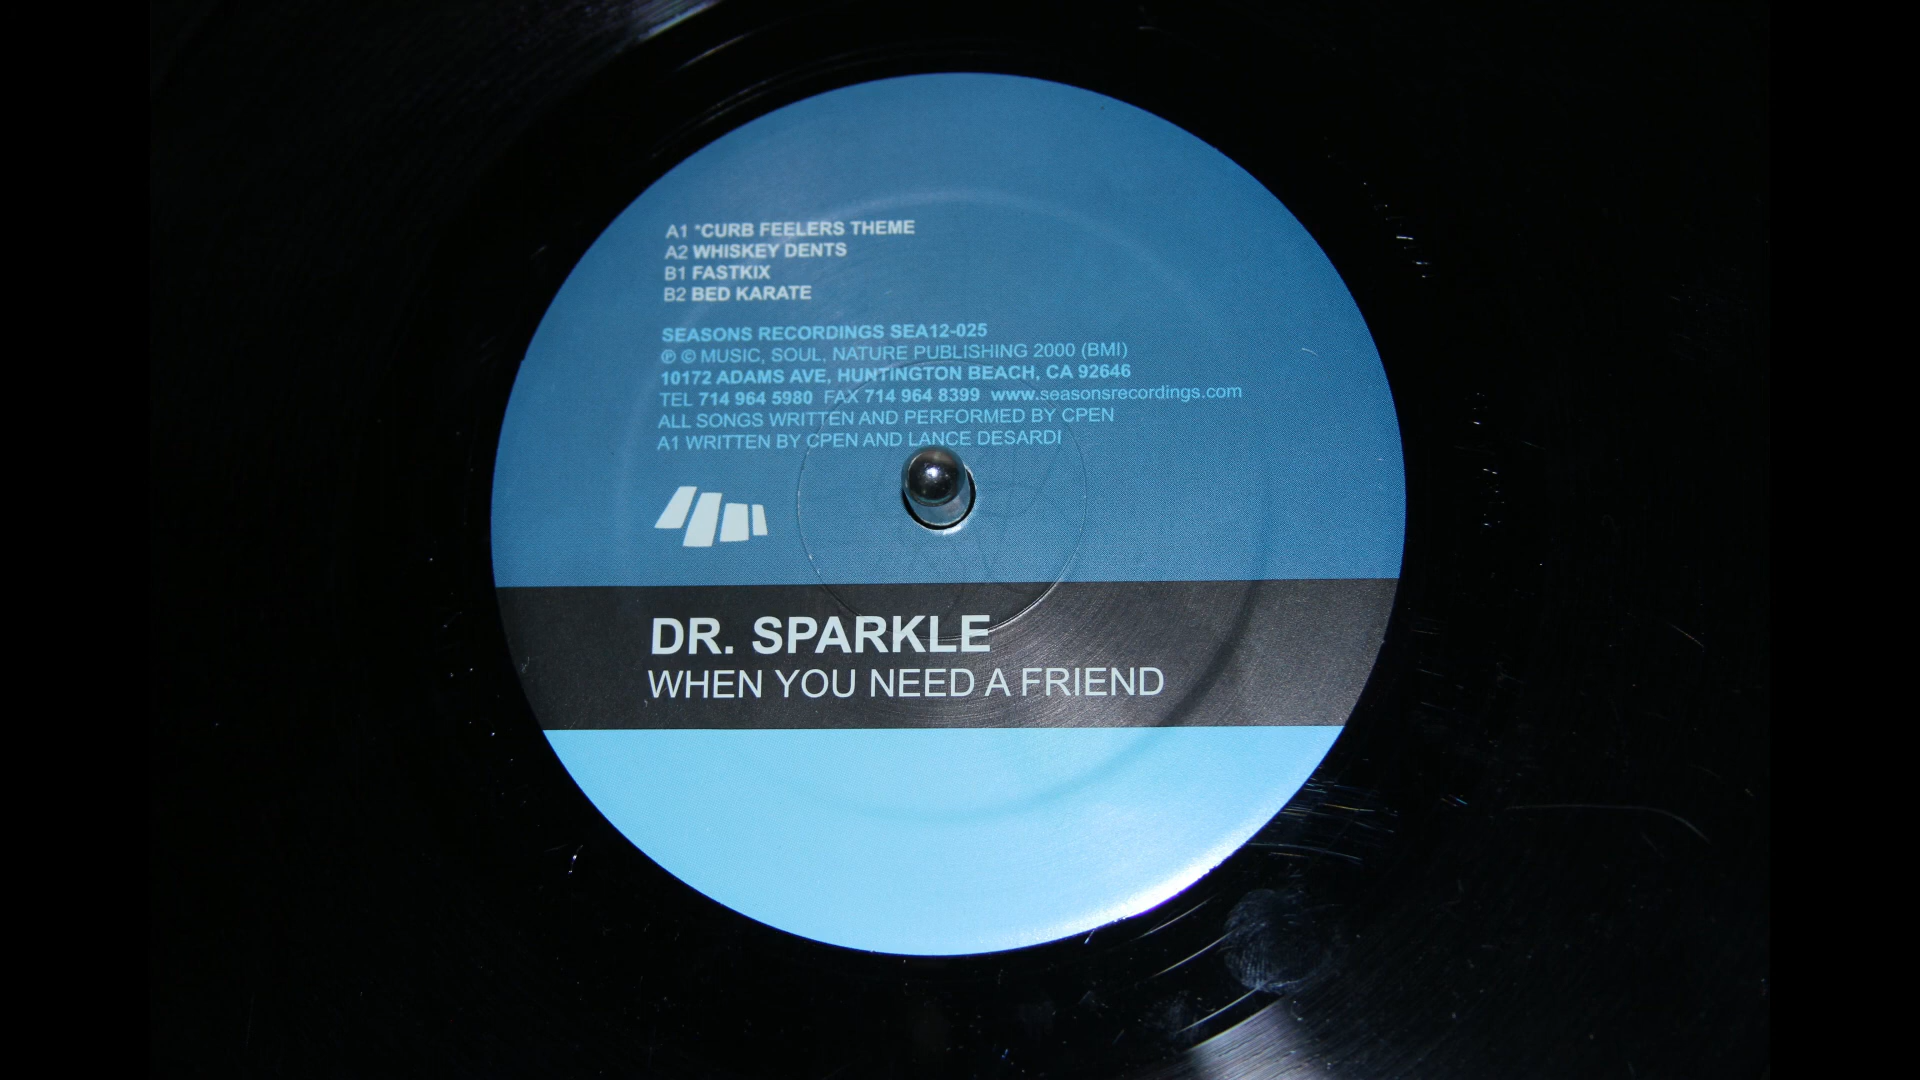 A1 *CURB FEELERS THEME
A2 WHISKEY DENTS
B1 FASTKIX
B2 BED KARATE
SEASONS RECORDINGS SEA12-025
℗ © MUSIC, SOUL, NATURE PUBLISHING 2000 (BMI)
10172 ADAMS AVE, HUNTINGTON BEACH, CA 92646
TEL 714 964 5980 FAX 714 964 8399 www.seasonsrecordings.com
ALL SONGS WRITTEN AND PERFORMED BY CPEN
A1 WRITTEN BY CPEN AND LANCE DESARDI
DR. SPARKLE
WHEN YOU NEED A FRIEND